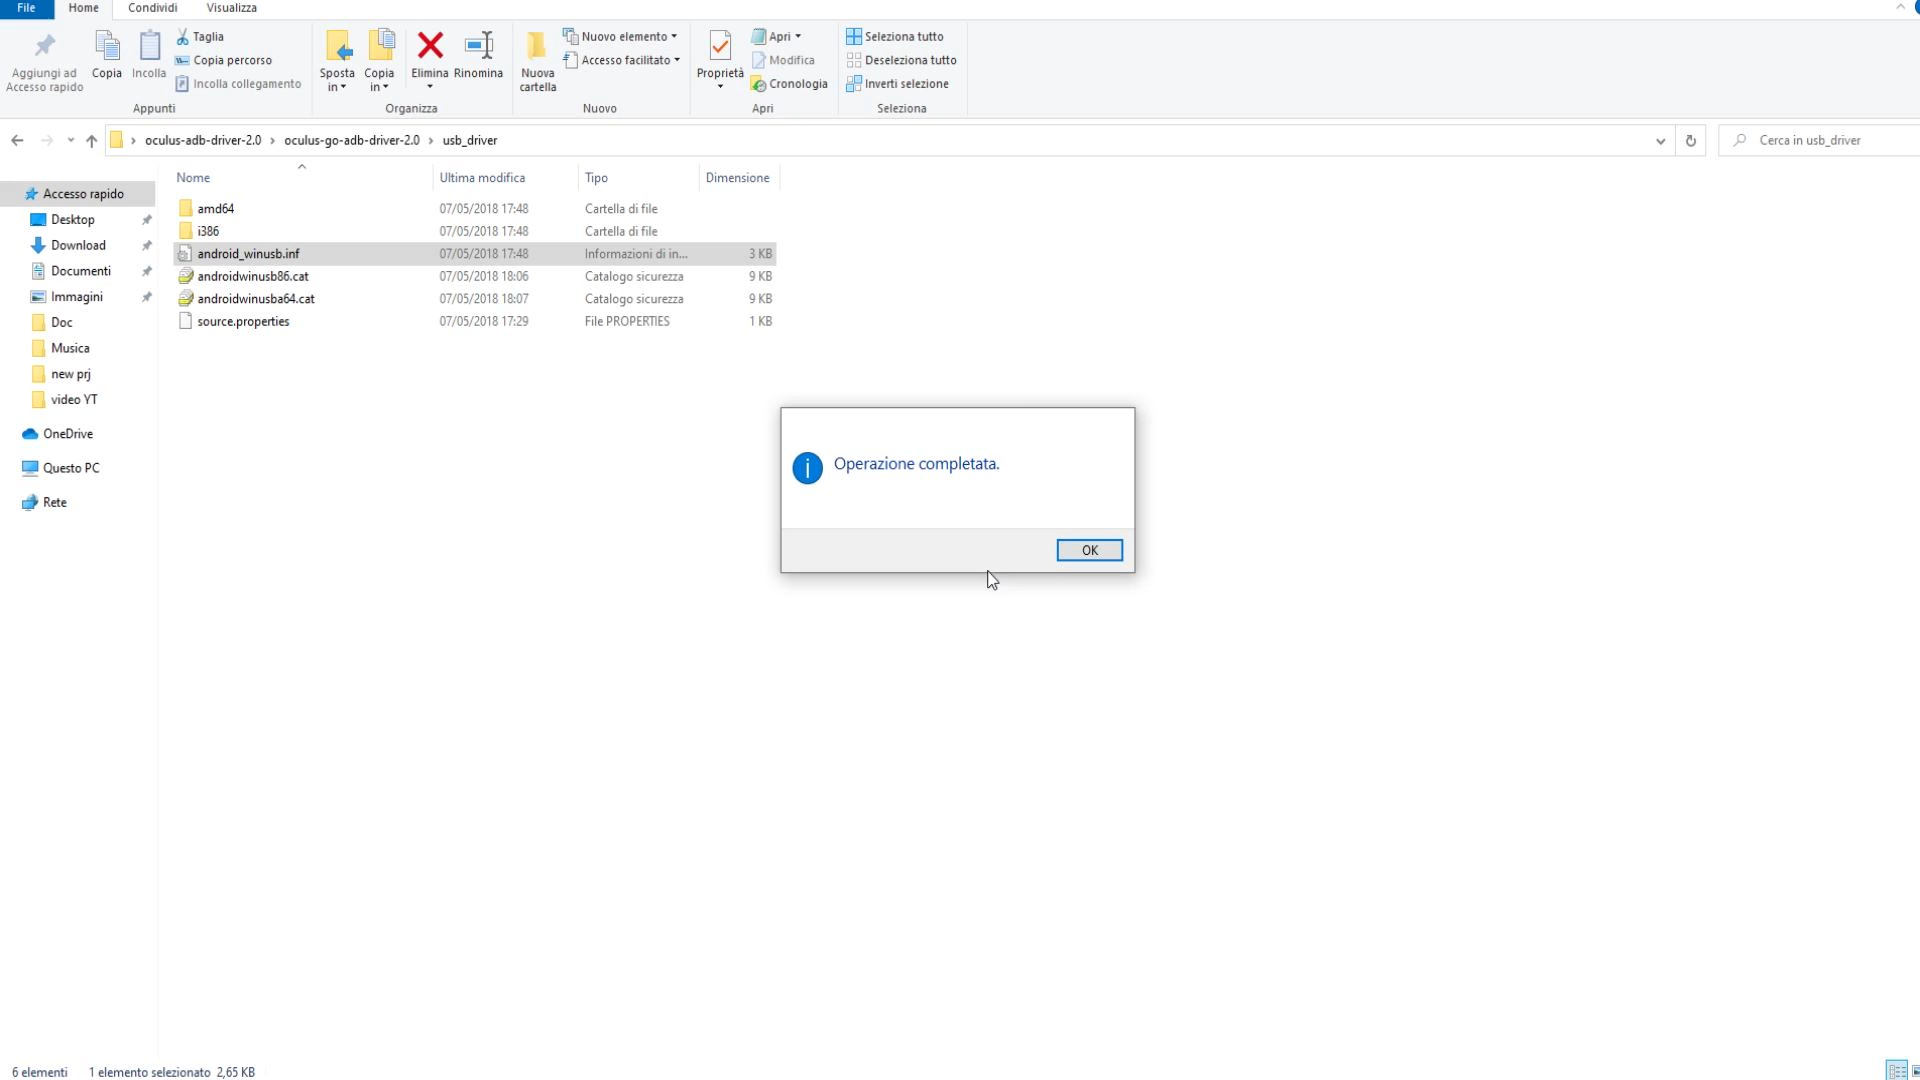 File Home Condividi Visualizza
Aggiungi ad
Accesso rapido
Copia
Incolla
Taglia
Copia percorso
Incolla collegamento
Appunti
Sposta
in
Copia
in
Elimina
Rinomina
Organizza
Nuova
cartella
Nuovo elemento
Accesso facilitato
Nuovo
Proprietà
Apri
Modifica
Cronologia
Apri
Seleziona tutto
Deseleziona tutto
Inverti selezione
Seleziona
oculus-adb-driver-2.0 > oculus-go-adb-driver-2.0 > usb_driver
Cerca in usb_driver
Accesso rapido
Desktop
Download
Documenti
Immagini
Doc
Musica
new prj
video YT
OneDrive
Questo PC
Rete
Nome Ultima modifica Tipo Dimensione
amd64 07/05/2018 17:48 Cartella di file
i386 07/05/2018 17:48 Cartella di file
android_winusb.inf 07/05/2018 17:48 Informazioni di in... 3 KB
androidwinusb86.cat 07/05/2018 18:06 Catalogo sicurezza 9 KB
androidwinusba64.cat 07/05/2018 18:07 Catalogo sicurezza 9 KB
source.properties 07/05/2018 17:29 File PROPERTIES 1 KB
Operazione completata.
OK
6 elementi 1 elemento selezionato 2,65 KB